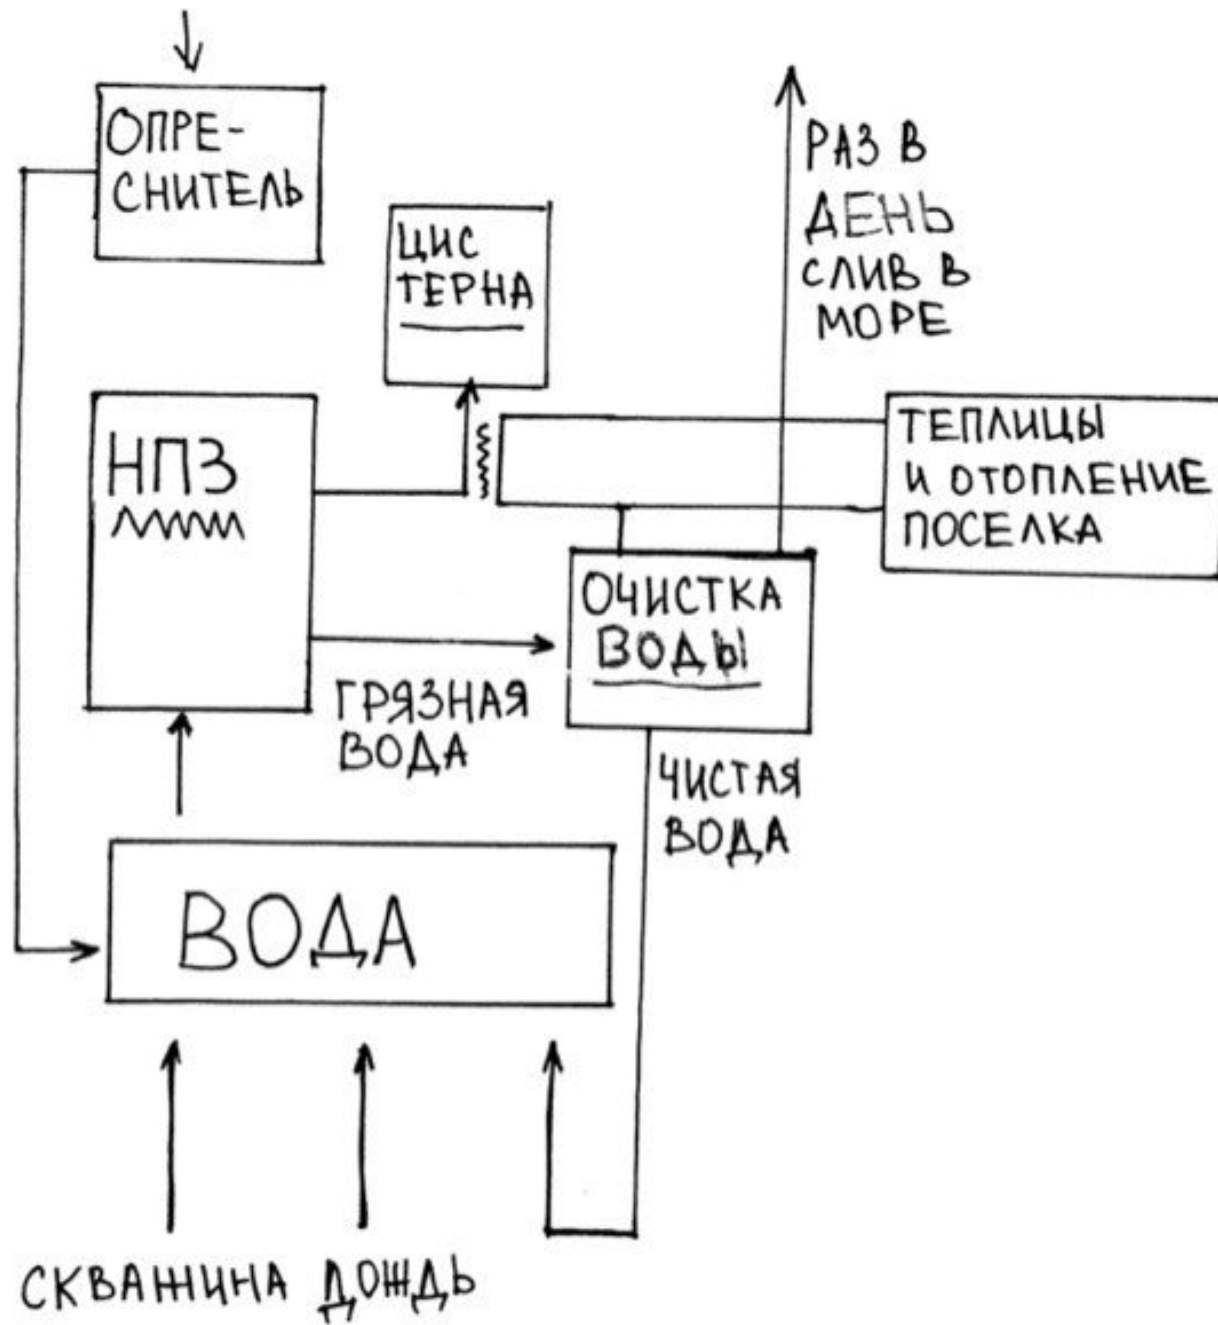 ОПРЕ-
СНИТЕЛЬ
ЦИС
ТЕРНА
РАЗ В
ДЕНЬ
СЛИВ В
МОРЕ
НПЗ
ТЕПЛИЦЫ
И ОТОПЛЕНИЕ
ПОСЕЛКА
ОЧИСТКА
ВОДЫ
ГРЯЗНАЯ
ВОДА
ЧИСТАЯ
ВОДА
ВОДА
СКВАЖИНА ДОЖДЬ